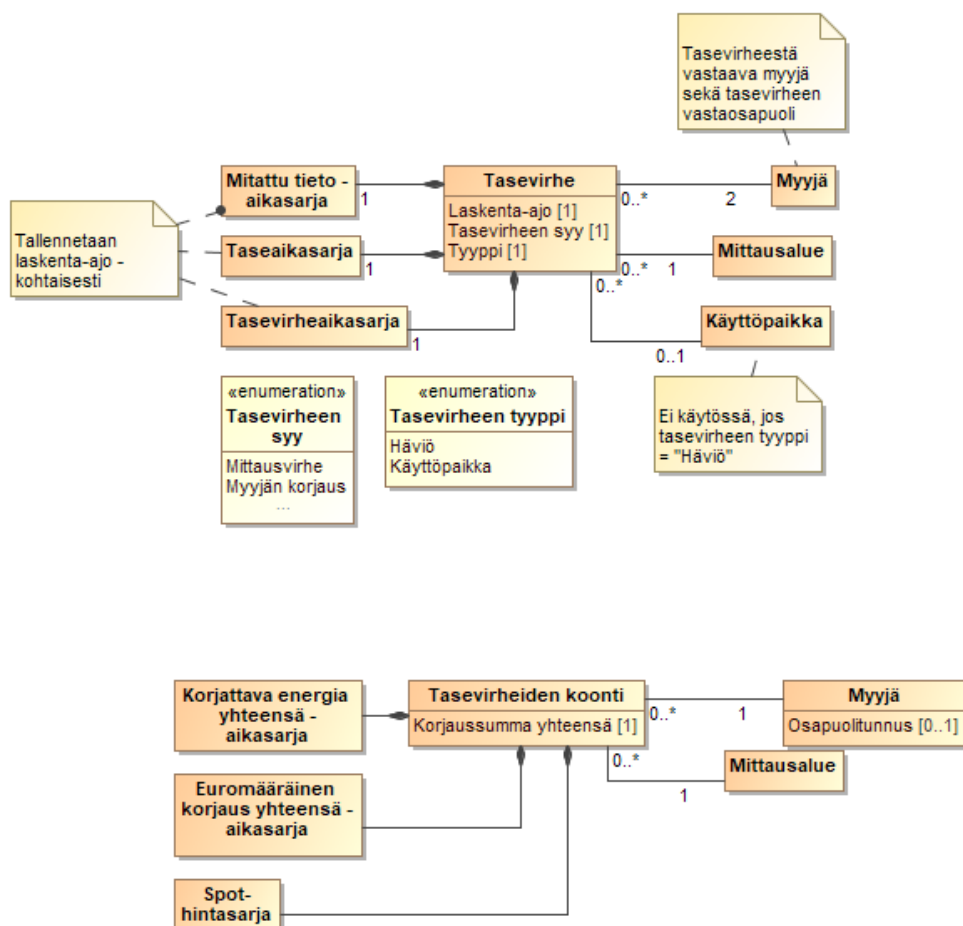 Tasevirheestä
vastaava myyjä
sekä tasevirheen
vastaosapuoli
Mitattu tieto -
aikasarja
1
Tasevirhe
Laskenta-ajo [1]
Tasevirheen syy [1]
Tyyppi [1]
0..*
2
Myyjä
Tallennetaan
laskenta-ajo -
kohtaisesti
Taseaikasarja
1
0..*
1
Mittausalue
Tasevirheaikasarja
1
0..*
0..1
Käyttöpaikka
«enumeration»
Tasevirheen
syy
Mittausvirhe
Myyjän korjaus
...
«enumeration»
Tasevirheen tyyppi
Häviö
Käyttöpaikka
Ei käytössä, jos
tasevirheen tyyppi
= "Häviö"
Korjattava energia
yhteensä -
aikasarja
Tasevirheiden koonti
Korjaussumma yhteensä [1]
0..*
1
Myyjä
Osapuolitunnus [0..1]
0..*
1
Mittausalue
Euromääräinen
korjaus yhteensä -
aikasarja
Spot-
hintasarja